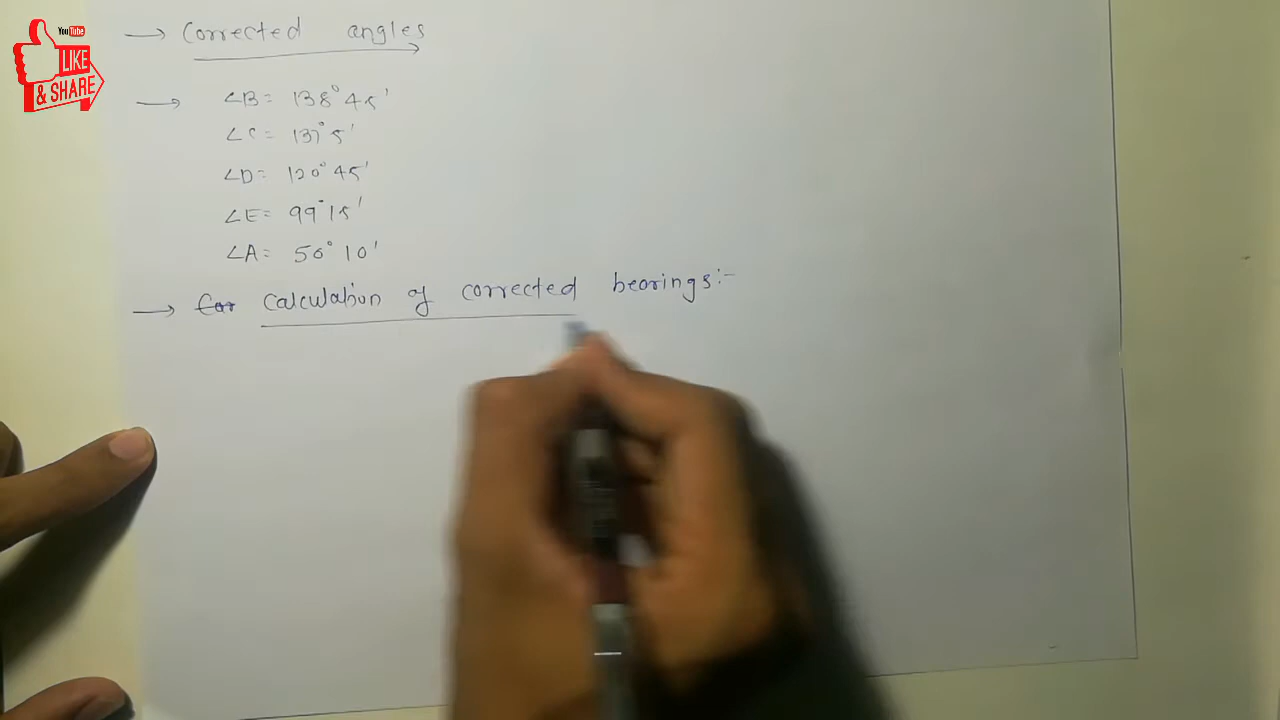 YouTube
LIKE
& SHARE
→ Corrected angles
→ ∠B = 138° 45'
∠C = 137° 5'
∠D = 120° 45'
∠E = 99° 15'
∠A = 50° 10'
→ Calculation of corrected bearings:-